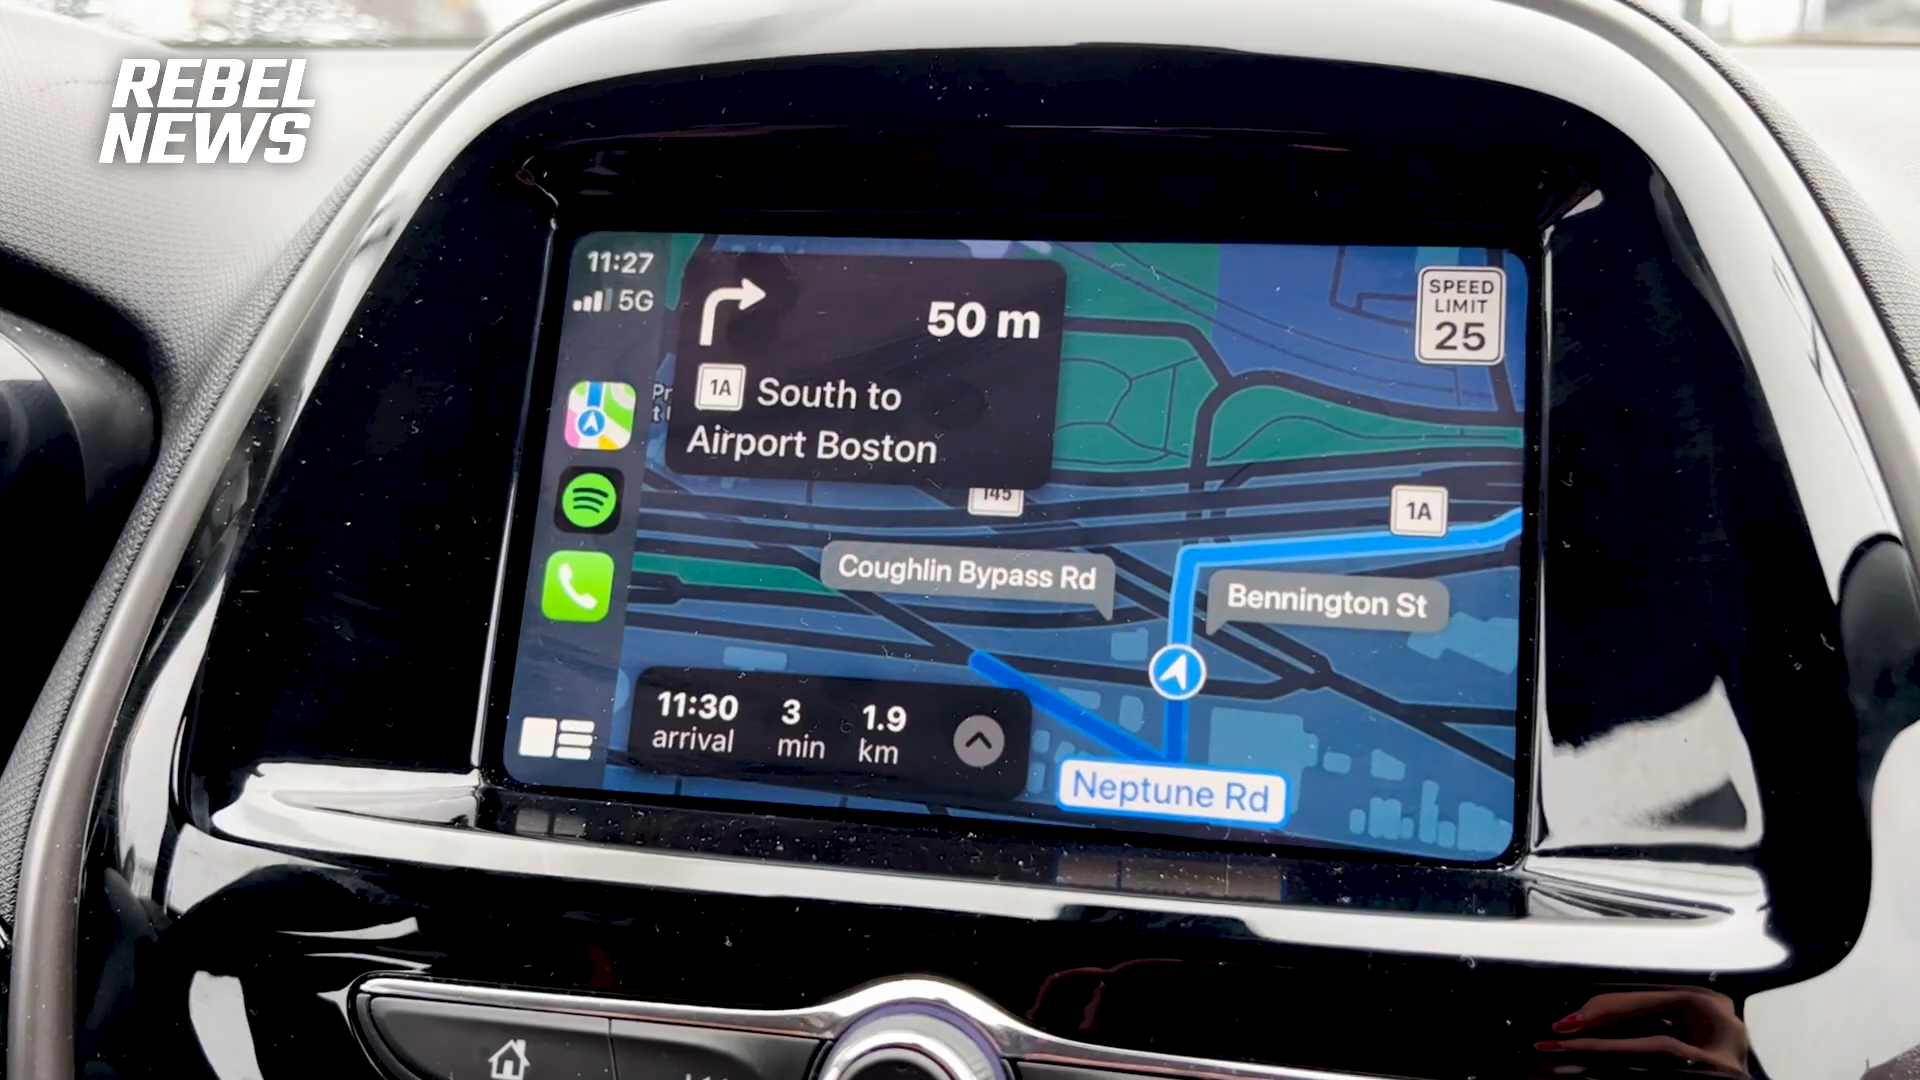 REBEL
NEWS
11:27
5G
50 m
1A South to
Airport Boston
SPEED
LIMIT
25
145
1A
Coughlin Bypass Rd
Bennington St
11:30 3 1.9
arrival min km
Neptune Rd